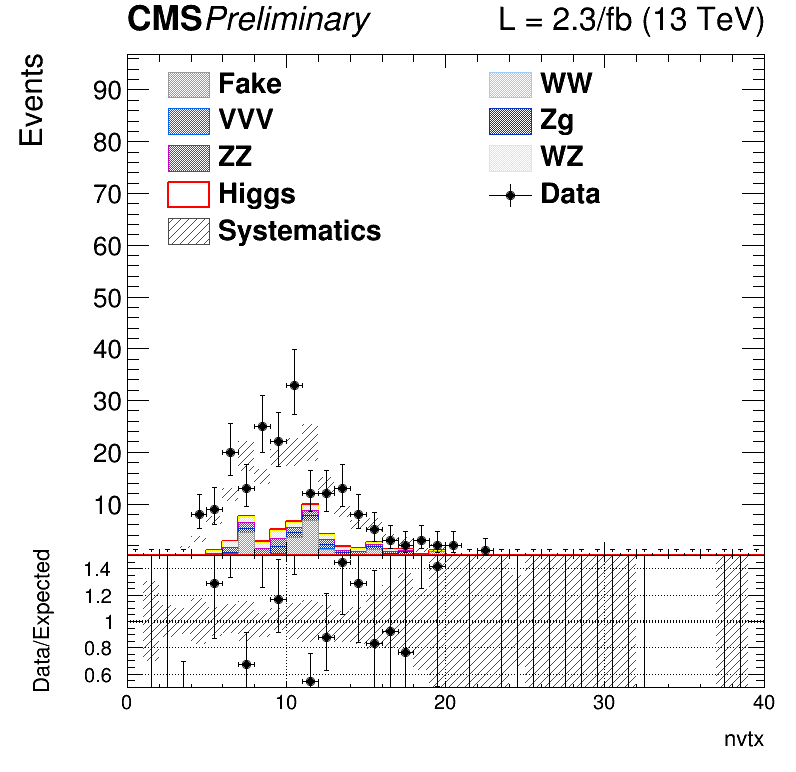 CMS Preliminary L = 2.3/fb (13 TeV)
Events
Fake WW
VVV Zg
ZZ WZ
Higgs Data
Systematics
90
80
70
60
50
40
30
20
10
Data/Expected
1.4
1.2
1
0.8
0.6
0 10 20 30 40
nvtx